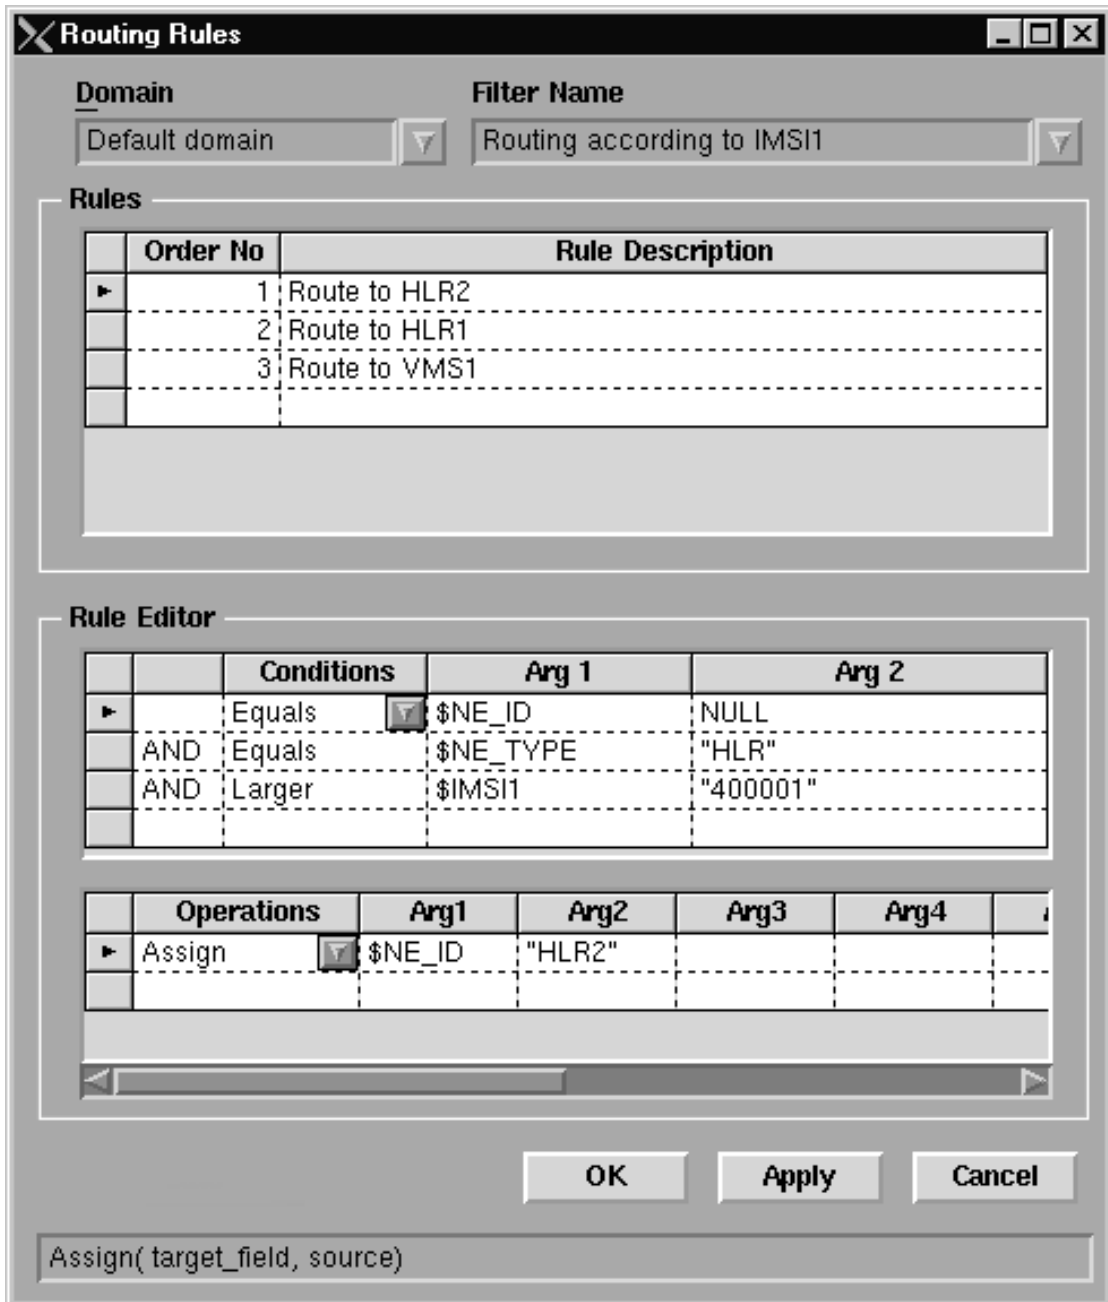 Routing Rules
Domain Filter Name
Default domain Routing according to IMSI1
Rules
Order No Rule Description
1 Route to HLR2
2 Route to HLR1
3 Route to VMS1
Rule Editor
Conditions Arg 1 Arg 2
Equals $NE_ID NULL
AND Equals $NE_TYPE "HLR"
AND Larger $IMSI1 "400001"
Operations Arg1 Arg2 Arg3 Arg4
Assign $NE_ID "HLR2"
OK Apply Cancel
Assign( target_field, source)